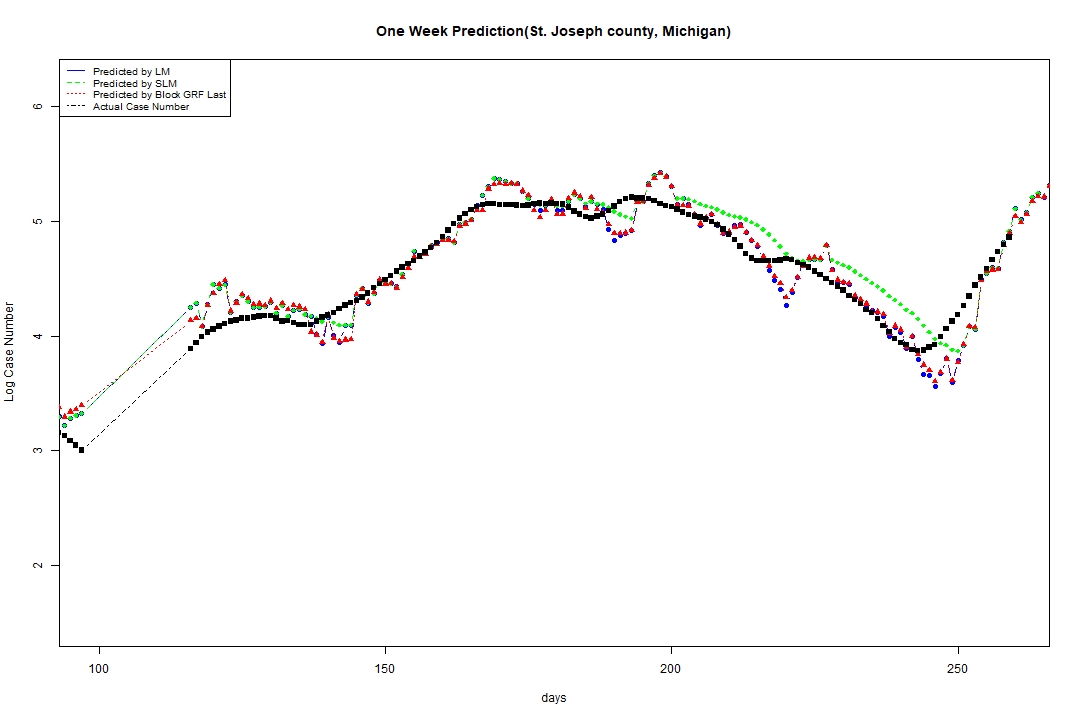 One Week Prediction(St. Joseph county, Michigan)
Predicted by LM
Predicted by SLM
Predicted by Block GRF Last
Actual Case Number
6
5
4
3
2
Log Case Number
100 150 200 250
days